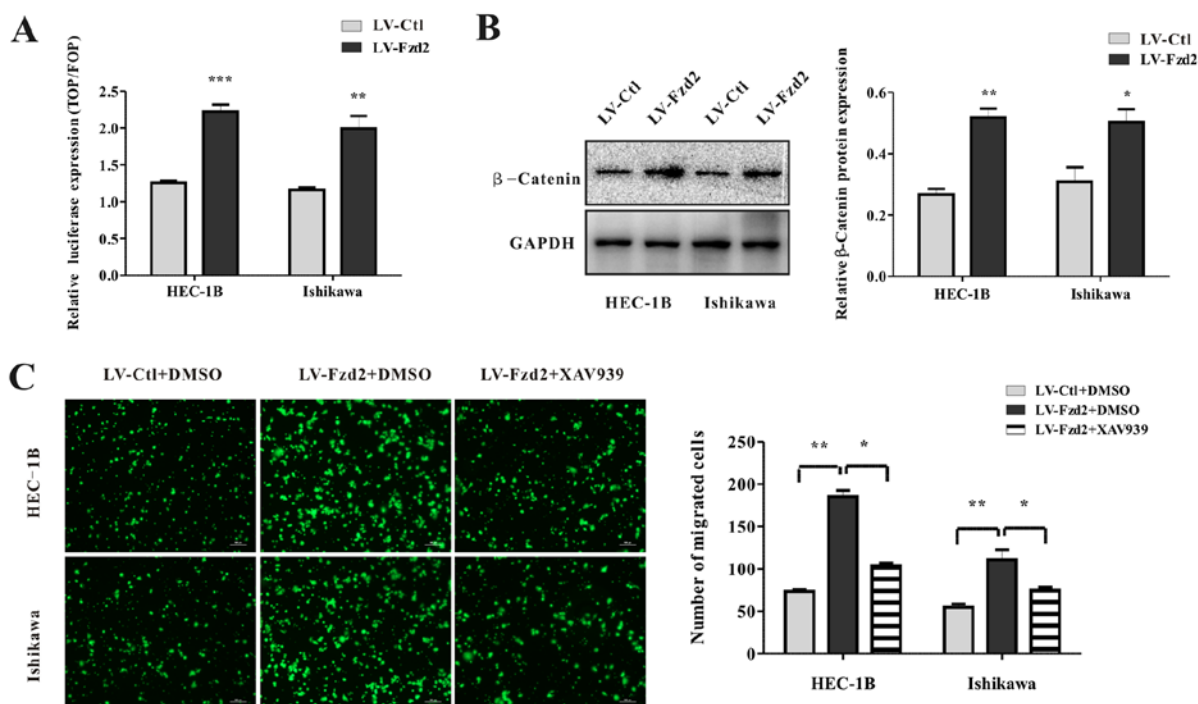 A
LV-Ctl
LV-Fzd2
Relative luciferase expression (TOP/FOP)
2.5
2.0
1.5
1.0
0.5
0.0
***
**
HEC-1B
Ishikawa
B
LV-Ctl
LV-Fzd2
LV-Ctl
LV-Fzd2
β-Catenin
GAPDH
HEC-1B
Ishikawa
LV-Ctl
LV-Fzd2
Relative β-Catenin protein expression
0.6
0.4
0.2
0.0
**
*
HEC-1B
Ishikawa
C
LV-Ctl+DMSO
LV-Fzd2+DMSO
LV-Fzd2+XAV939
HEC-1B
Ishikawa
LV-Ctl+DMSO
LV-Fzd2+DMSO
LV-Fzd2+XAV939
Number of migrated cells
250
200
150
100
50
0
**
*
**
*
HEC-1B
Ishikawa